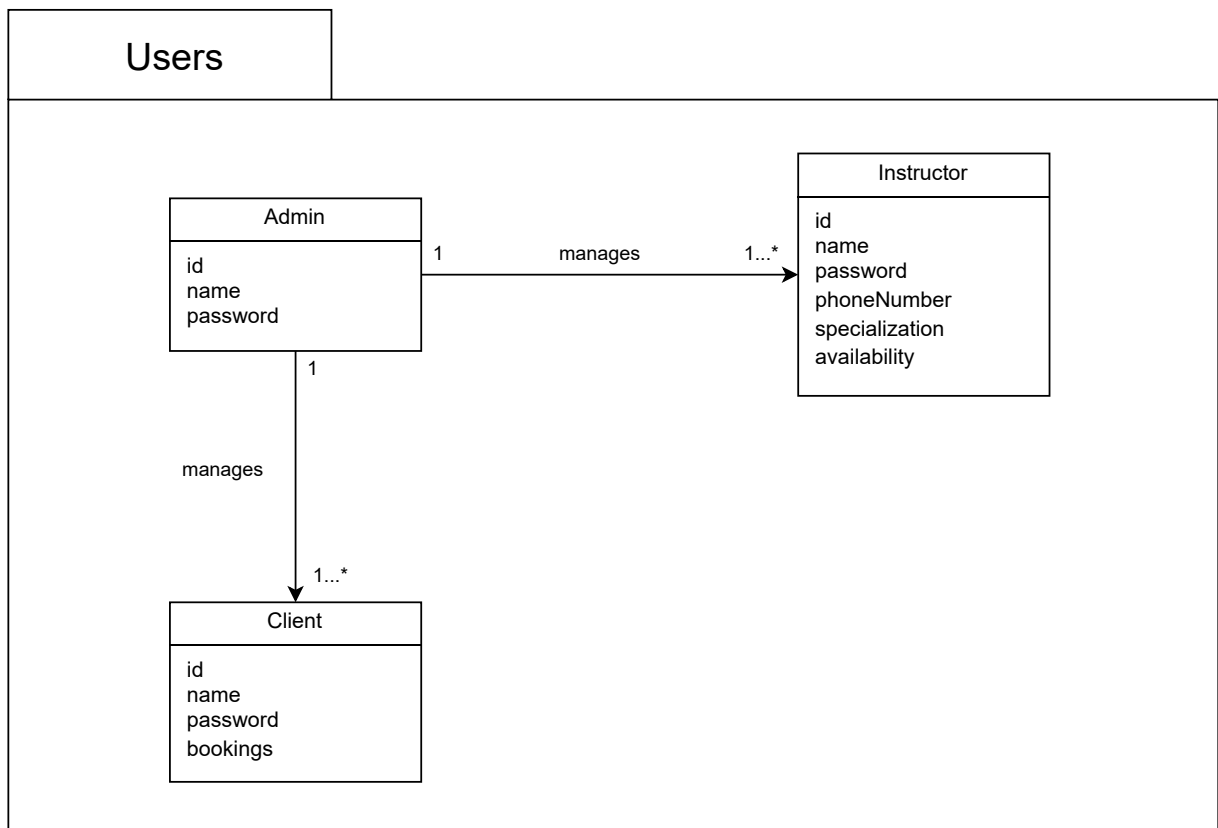 Users
Admin
id
name
password
1
manages
1...*
Instructor
id
name
password
phoneNumber
specialization
availability
1
manages
1...*
Client
id
name
password
bookings